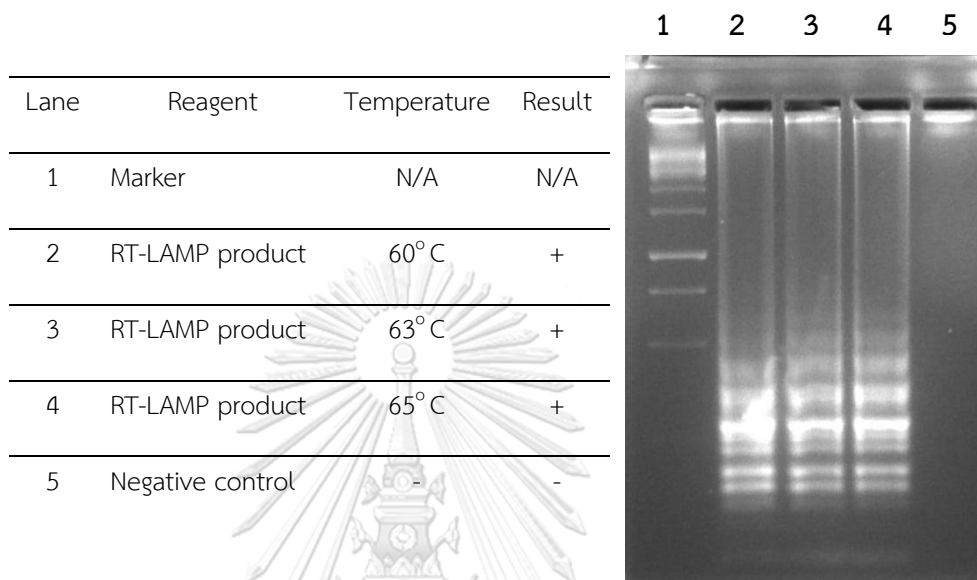 1 2 3 4 5
Lane Reagent Temperature Result
1 Marker N/A N/A
2 RT-LAMP product 60° C +
3 RT-LAMP product 63° C +
4 RT-LAMP product 65° C +
5 Negative control - -